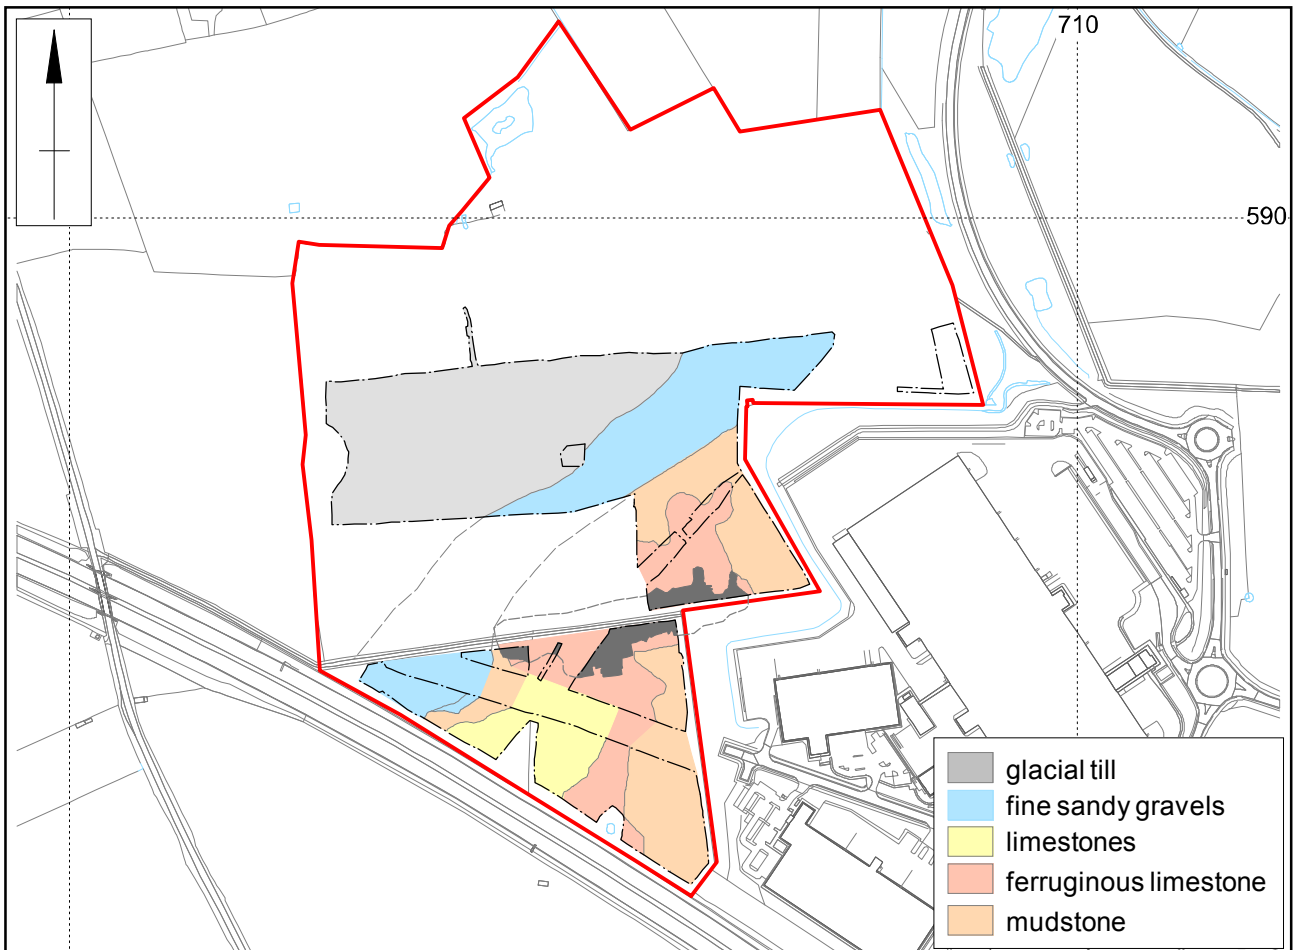 710
590
glacial till
fine sandy gravels
limestones
ferruginous limestone
mudstone